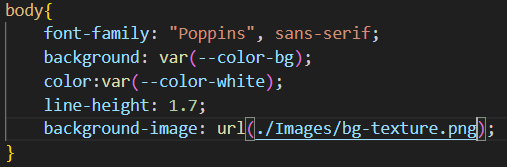 body{
font-family: "Poppins", sans-serif;
background: var(--color-bg);
color:var(--color-white);
line-height: 1.7;
background-image: url(./Images/bg-texture.png);
}